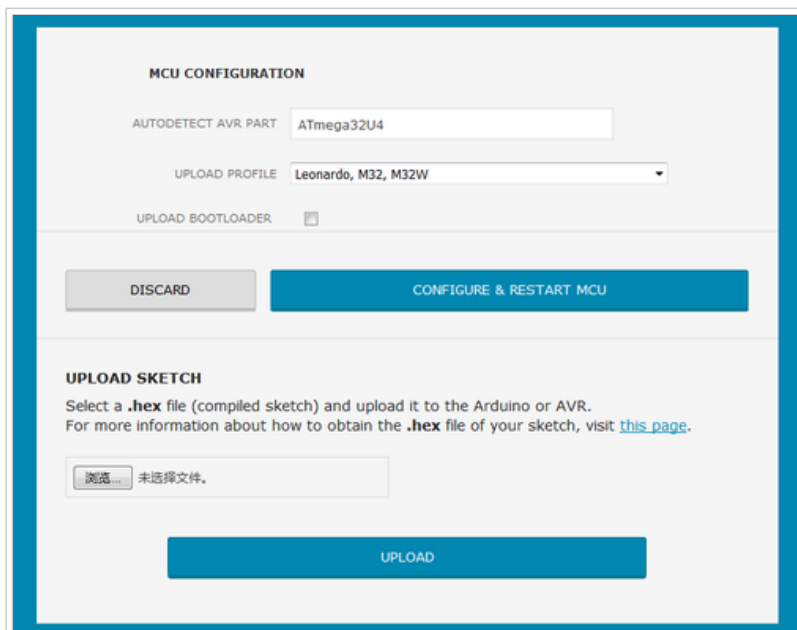 MCU CONFIGURATION
AUTODETECT AVR PART ATmega32U4
UPLOAD PROFILE Leonardo, M32, M32W
UPLOAD BOOTLOADER
DISCARD CONFIGURE & RESTART MCU
UPLOAD SKETCH
Select a .hex file (compiled sketch) and upload it to the Arduino or AVR.
For more information about how to obtain the .hex file of your sketch, visit this page.
浏览... 未选择文件。
UPLOAD